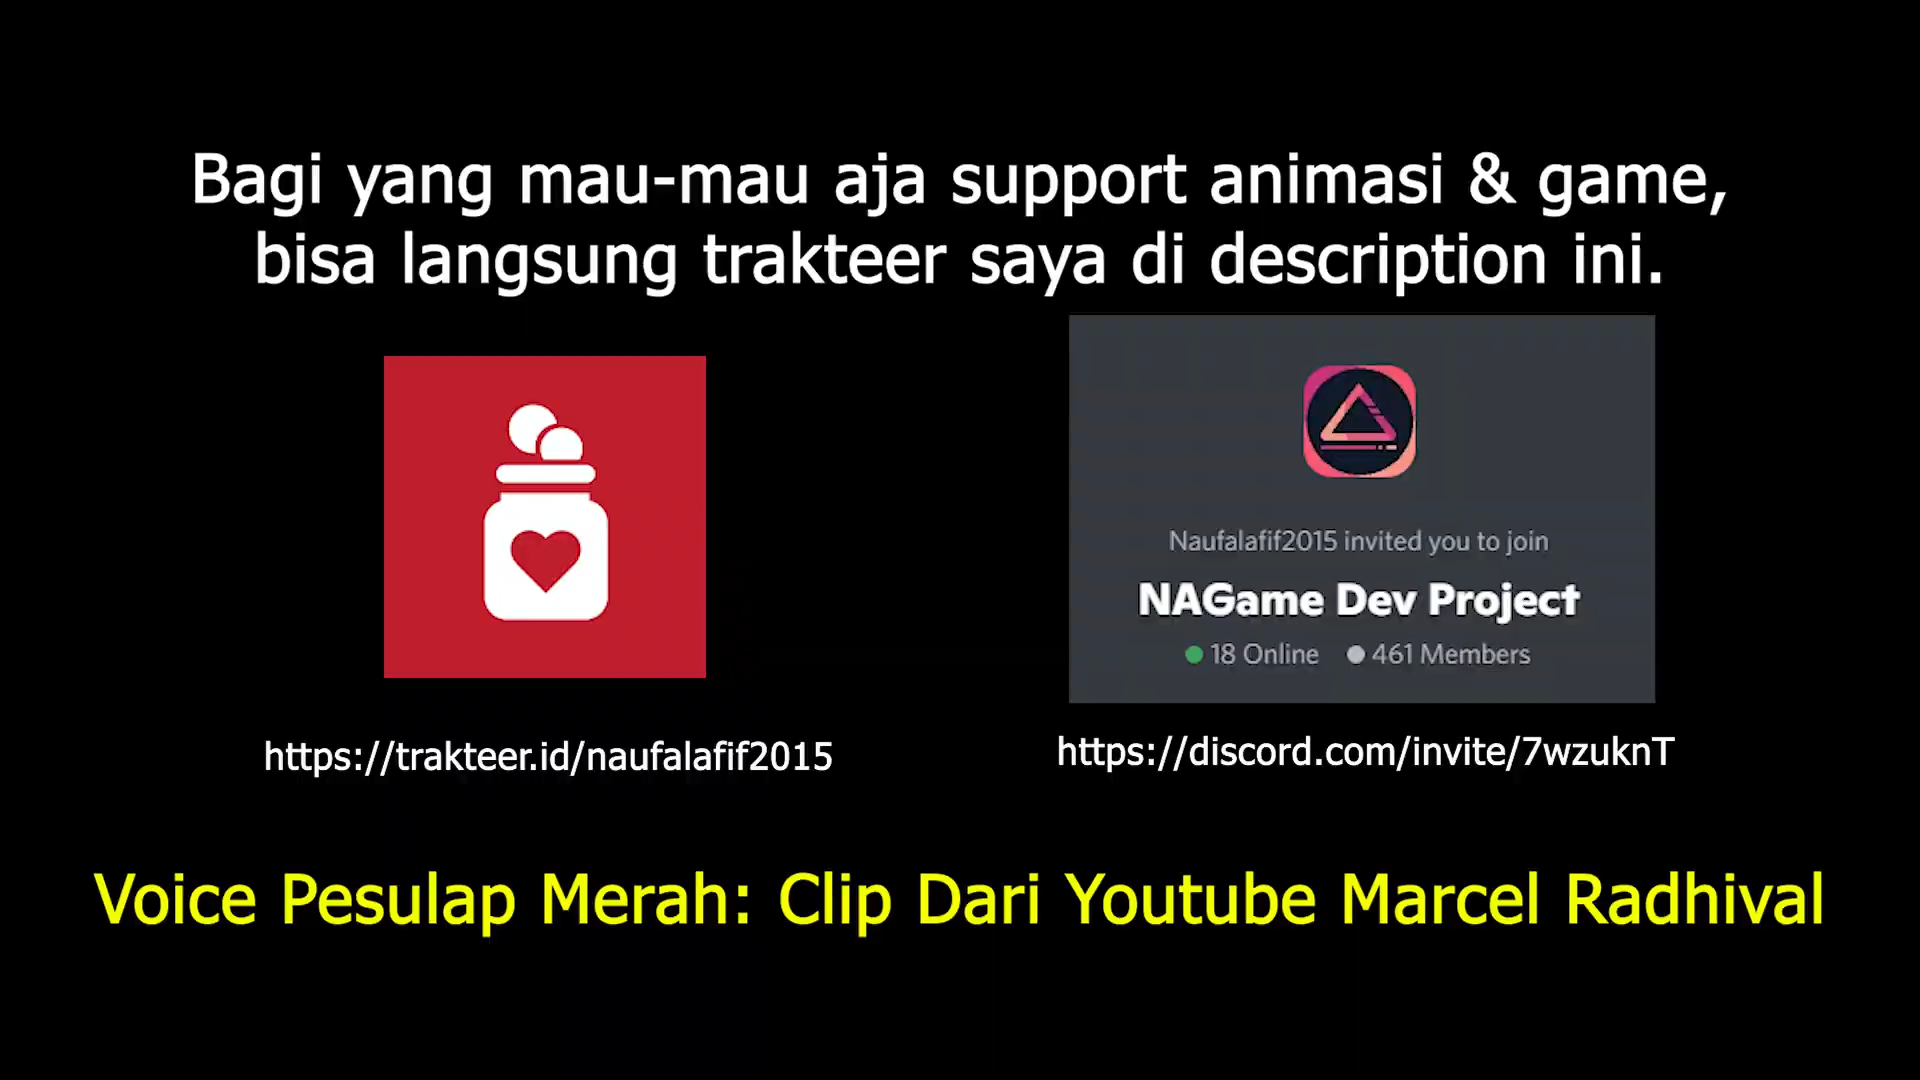 Bagi yang mau-mau aja support animasi & game,
bisa langsung trakteer saya di description ini.
Naufalafif2015 invited you to join
NAGame Dev Project
18 Online 461 Members
https://trakteer.id/naufalafif2015
https://discord.com/invite/7wzuknT
Voice Pesulap Merah: Clip Dari Youtube Marcel Radhival